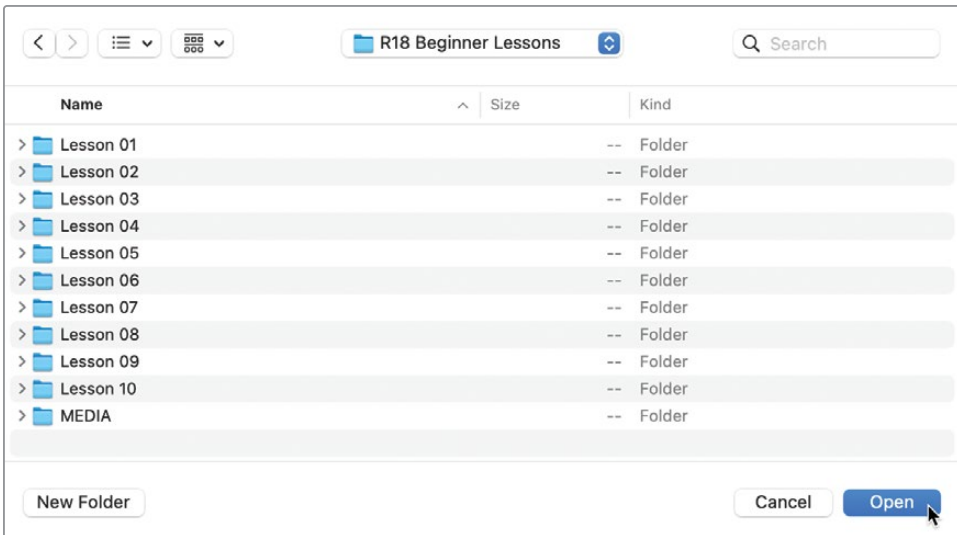 R18 Beginner Lessons Search
Name Size Kind
Lesson 01 -- Folder
Lesson 02 -- Folder
Lesson 03 -- Folder
Lesson 04 -- Folder
Lesson 05 -- Folder
Lesson 06 -- Folder
Lesson 07 -- Folder
Lesson 08 -- Folder
Lesson 09 -- Folder
Lesson 10 -- Folder
MEDIA -- Folder
New Folder Cancel Open